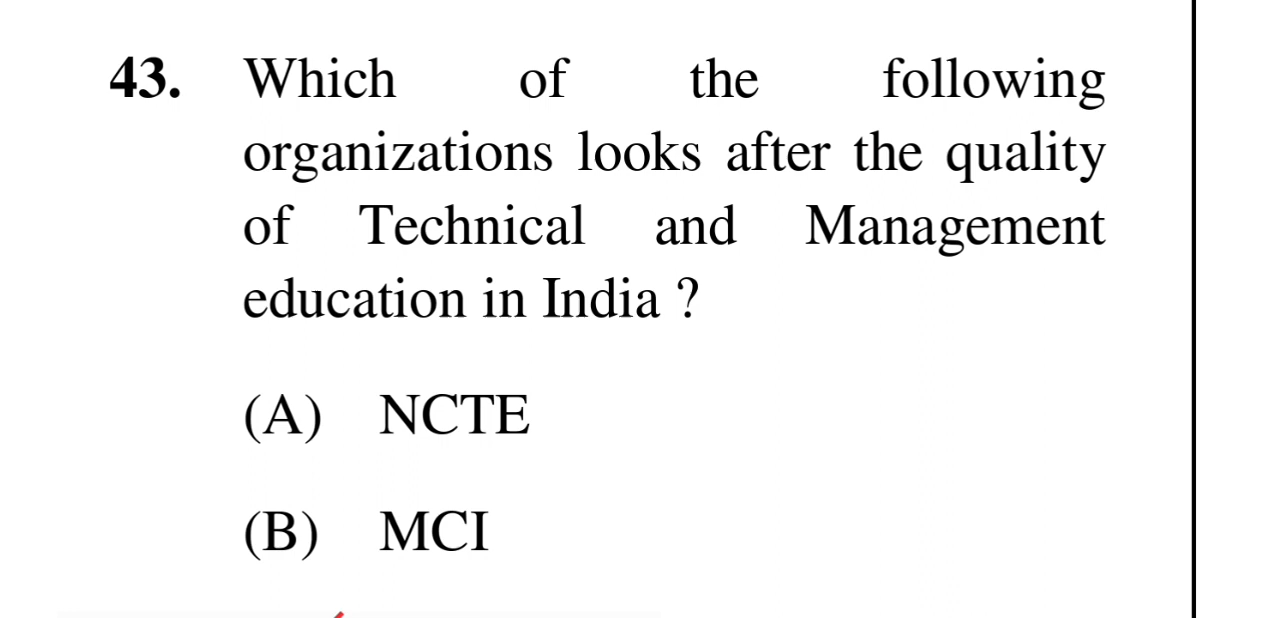 43. Which of the following
organizations looks after the quality
of Technical and Management
education in India ?
(A) NCTE
(B) MCI